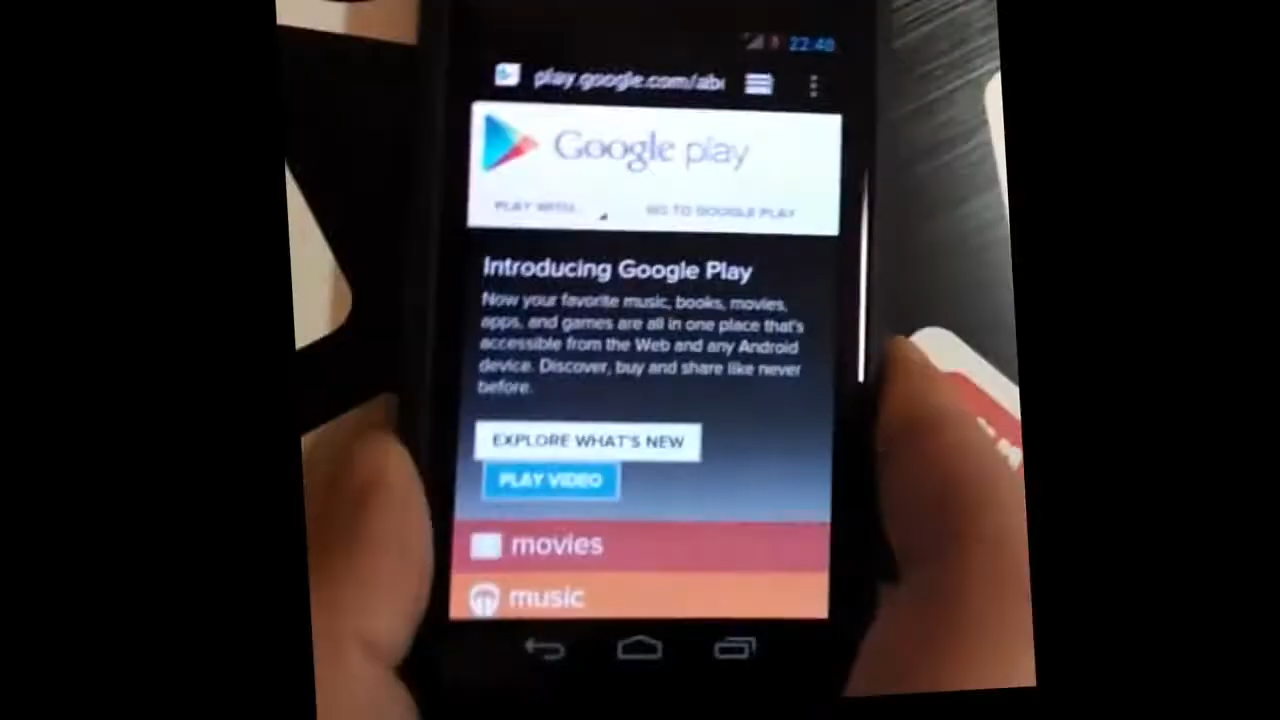 22:48
play.google.com/ab
Google play
PLAY WITH...
GO TO GOOGLE PLAY
Introducing Google Play
Now your favorite music, books, movies,
apps, and games are all in one place that's
accessible from the Web and any Android
device. Discover, buy and share like never
before.
EXPLORE WHAT'S NEW
PLAY VIDEO
movies
music